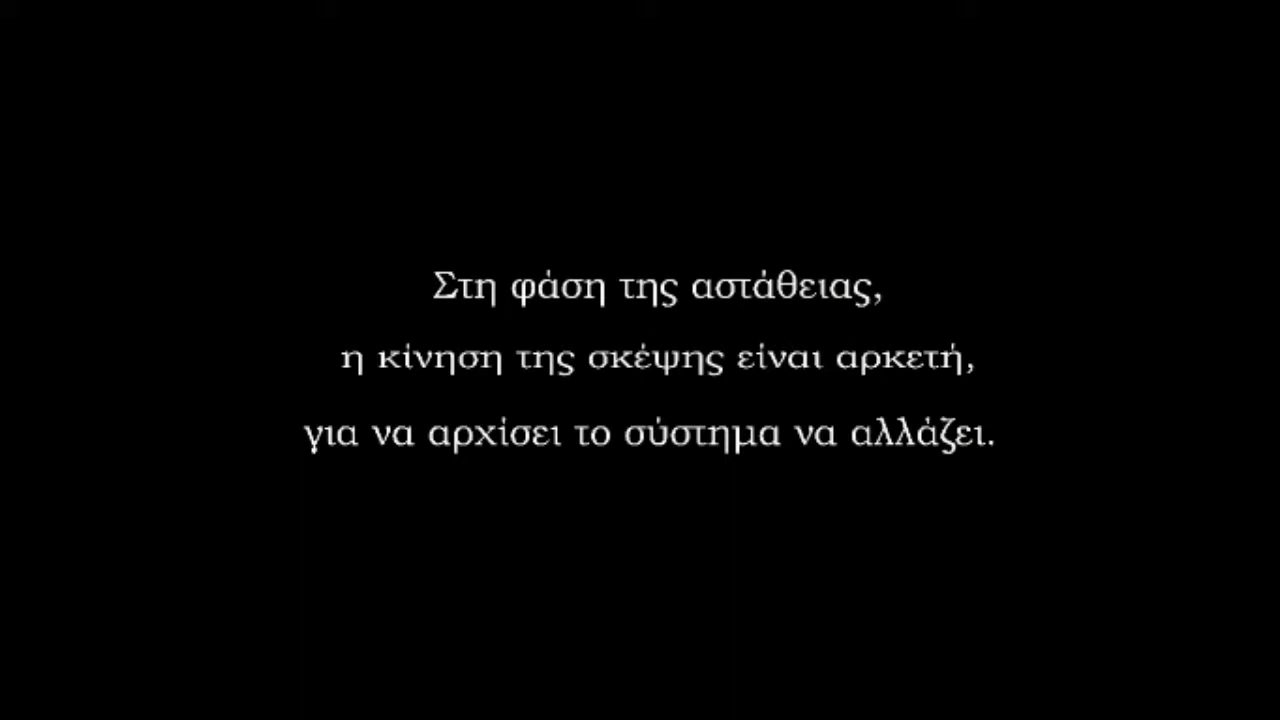 Στη φάση της αστάθειας,
η κίνηση της σκέψης είναι αρκετή,
για να αρχίσει το σύστημα να αλλάζει.